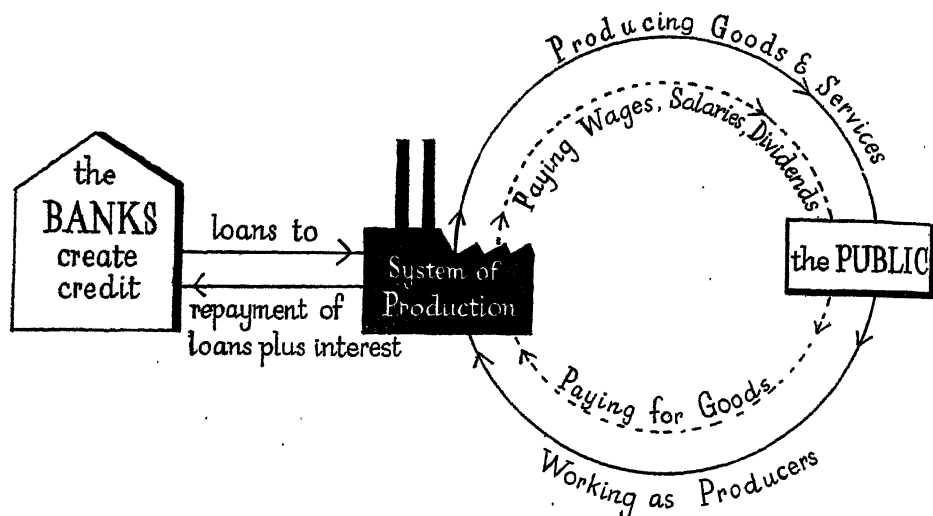 the
BANKS
create
credit
loans to
repayment of
loans plus interest
System of
Production
Producing Goods & Services
Paying Wages, Salaries, Dividends
the PUBLIC
Paying for Goods
Working as Producers